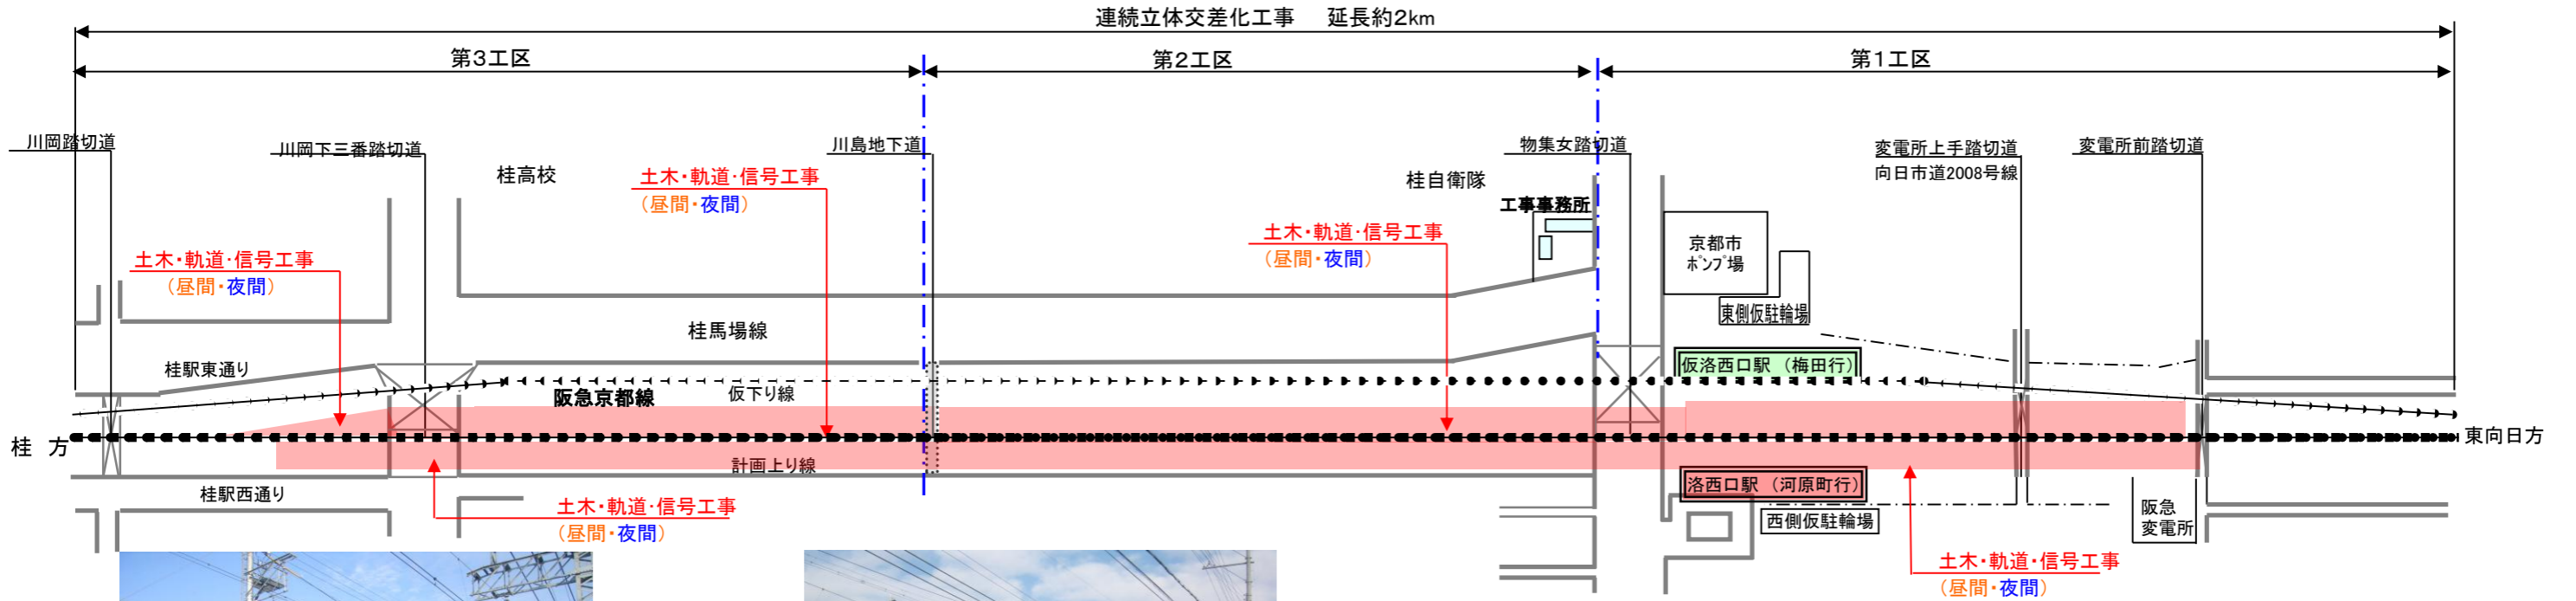 連続立体交差化工事 延長約2km
第3工区
第2工区
第1工区
川岡踏切道
川岡下三番踏切道
川島地下道
物集女踏切道
変電所上手踏切道
向日市道2008号線
変電所前踏切道
桂高校
土木・軌道・信号工事
(昼間・夜間)
桂自衛隊
工事事務所
土木・軌道・信号工事
(昼間・夜間)
土木・軌道・信号工事
(昼間・夜間)
京都市
ポンプ場
東側仮駐輪場
桂馬場線
桂駅東通り
仮洛西口駅（梅田行）
阪急京都線
仮下り線
桂 方
東向日方
計画上り線
洛西口駅（河原町行）
桂駅西通り
土木・軌道・信号工事
(昼間・夜間)
西側仮駐輪場
阪急
変電所
土木・軌道・信号工事
(昼間・夜間)